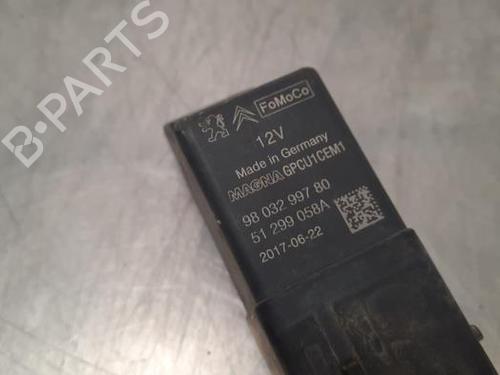 B-PARTS
FoMoCo
12V
Made in Germany
MAGNA GPCU1CEM1
98 032 997 80
51 299 058A
2017-06-22